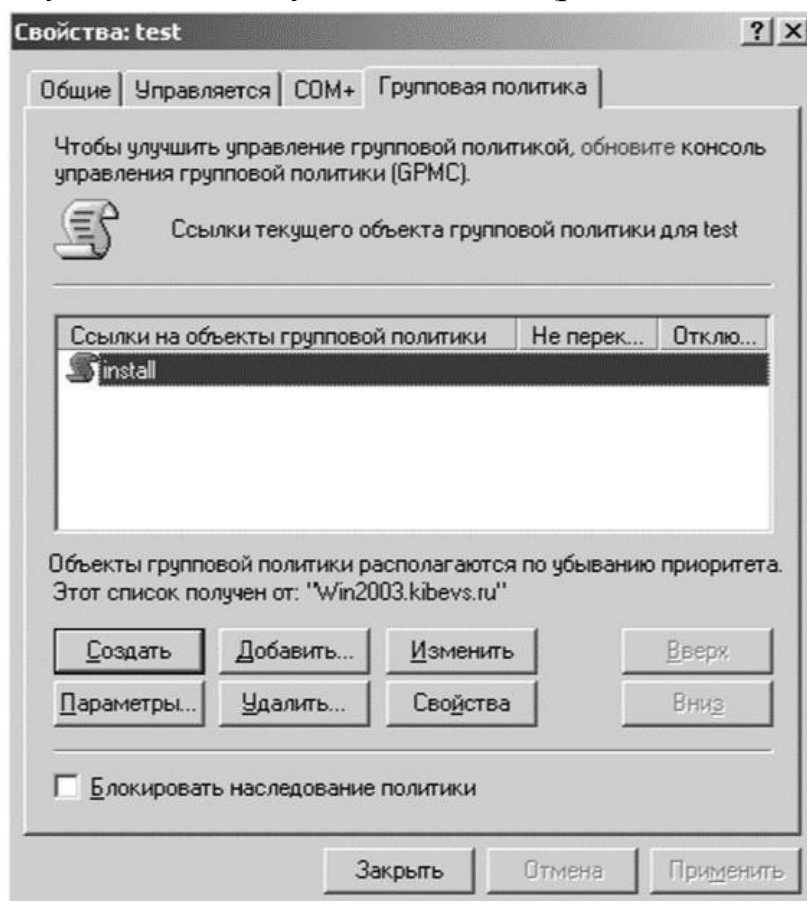 Свойства: test
? ×
Общие Управляется COM+ Групповая политика
Чтобы улучшить управление групповой политикой, обновите консоль
управления групповой политики (GPMC).
Ссылки текущего объекта групповой политики для test
Ссылки на объекты групповой политики Не перек... Отклю...
install
Объекты групповой политики располагаются по убыванию приоритета.
Этот список получен от: "Win2003.kibevs.ru"
Создать Добавить... Изменить Вверх
Параметры... Удалить... Свойства Вниз
Блокировать наследование политики
Закрыть Отмена Применить